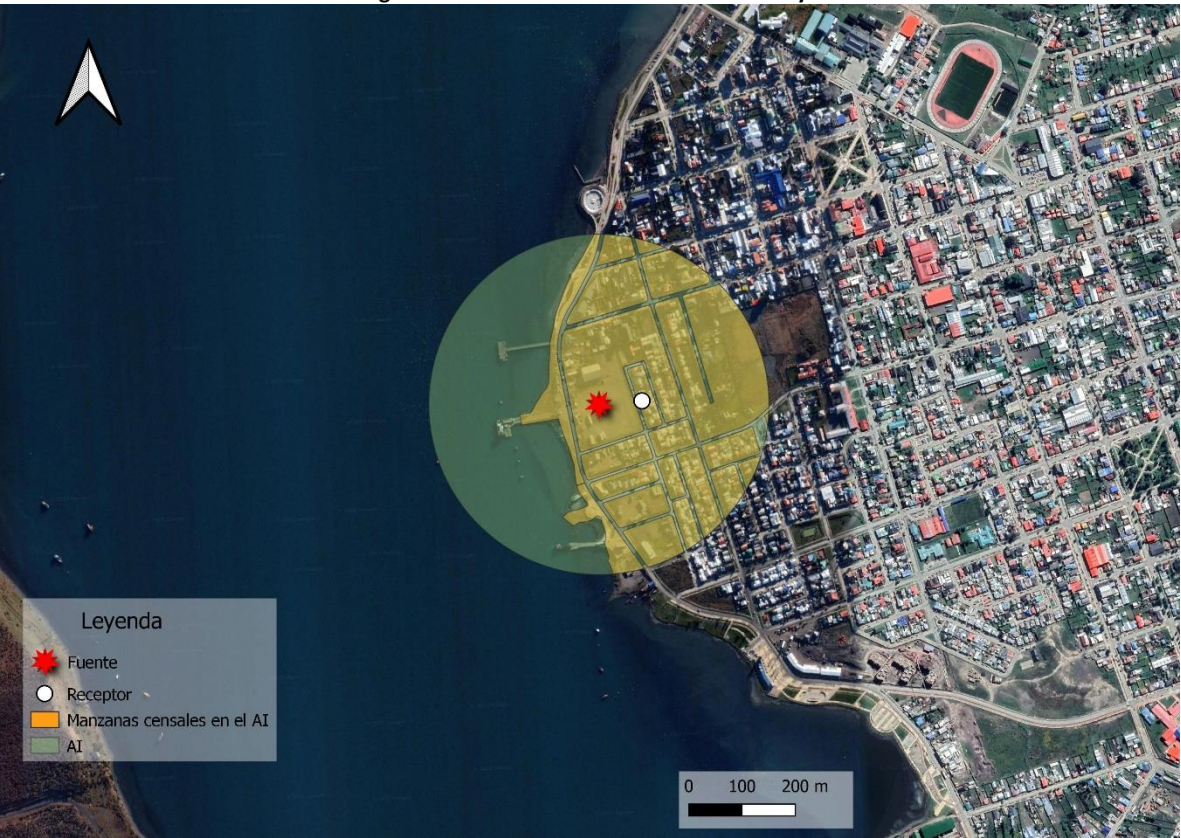 Leyenda
Fuente
Receptor
Manzanas censales en el AI
AI
0 100 200 m